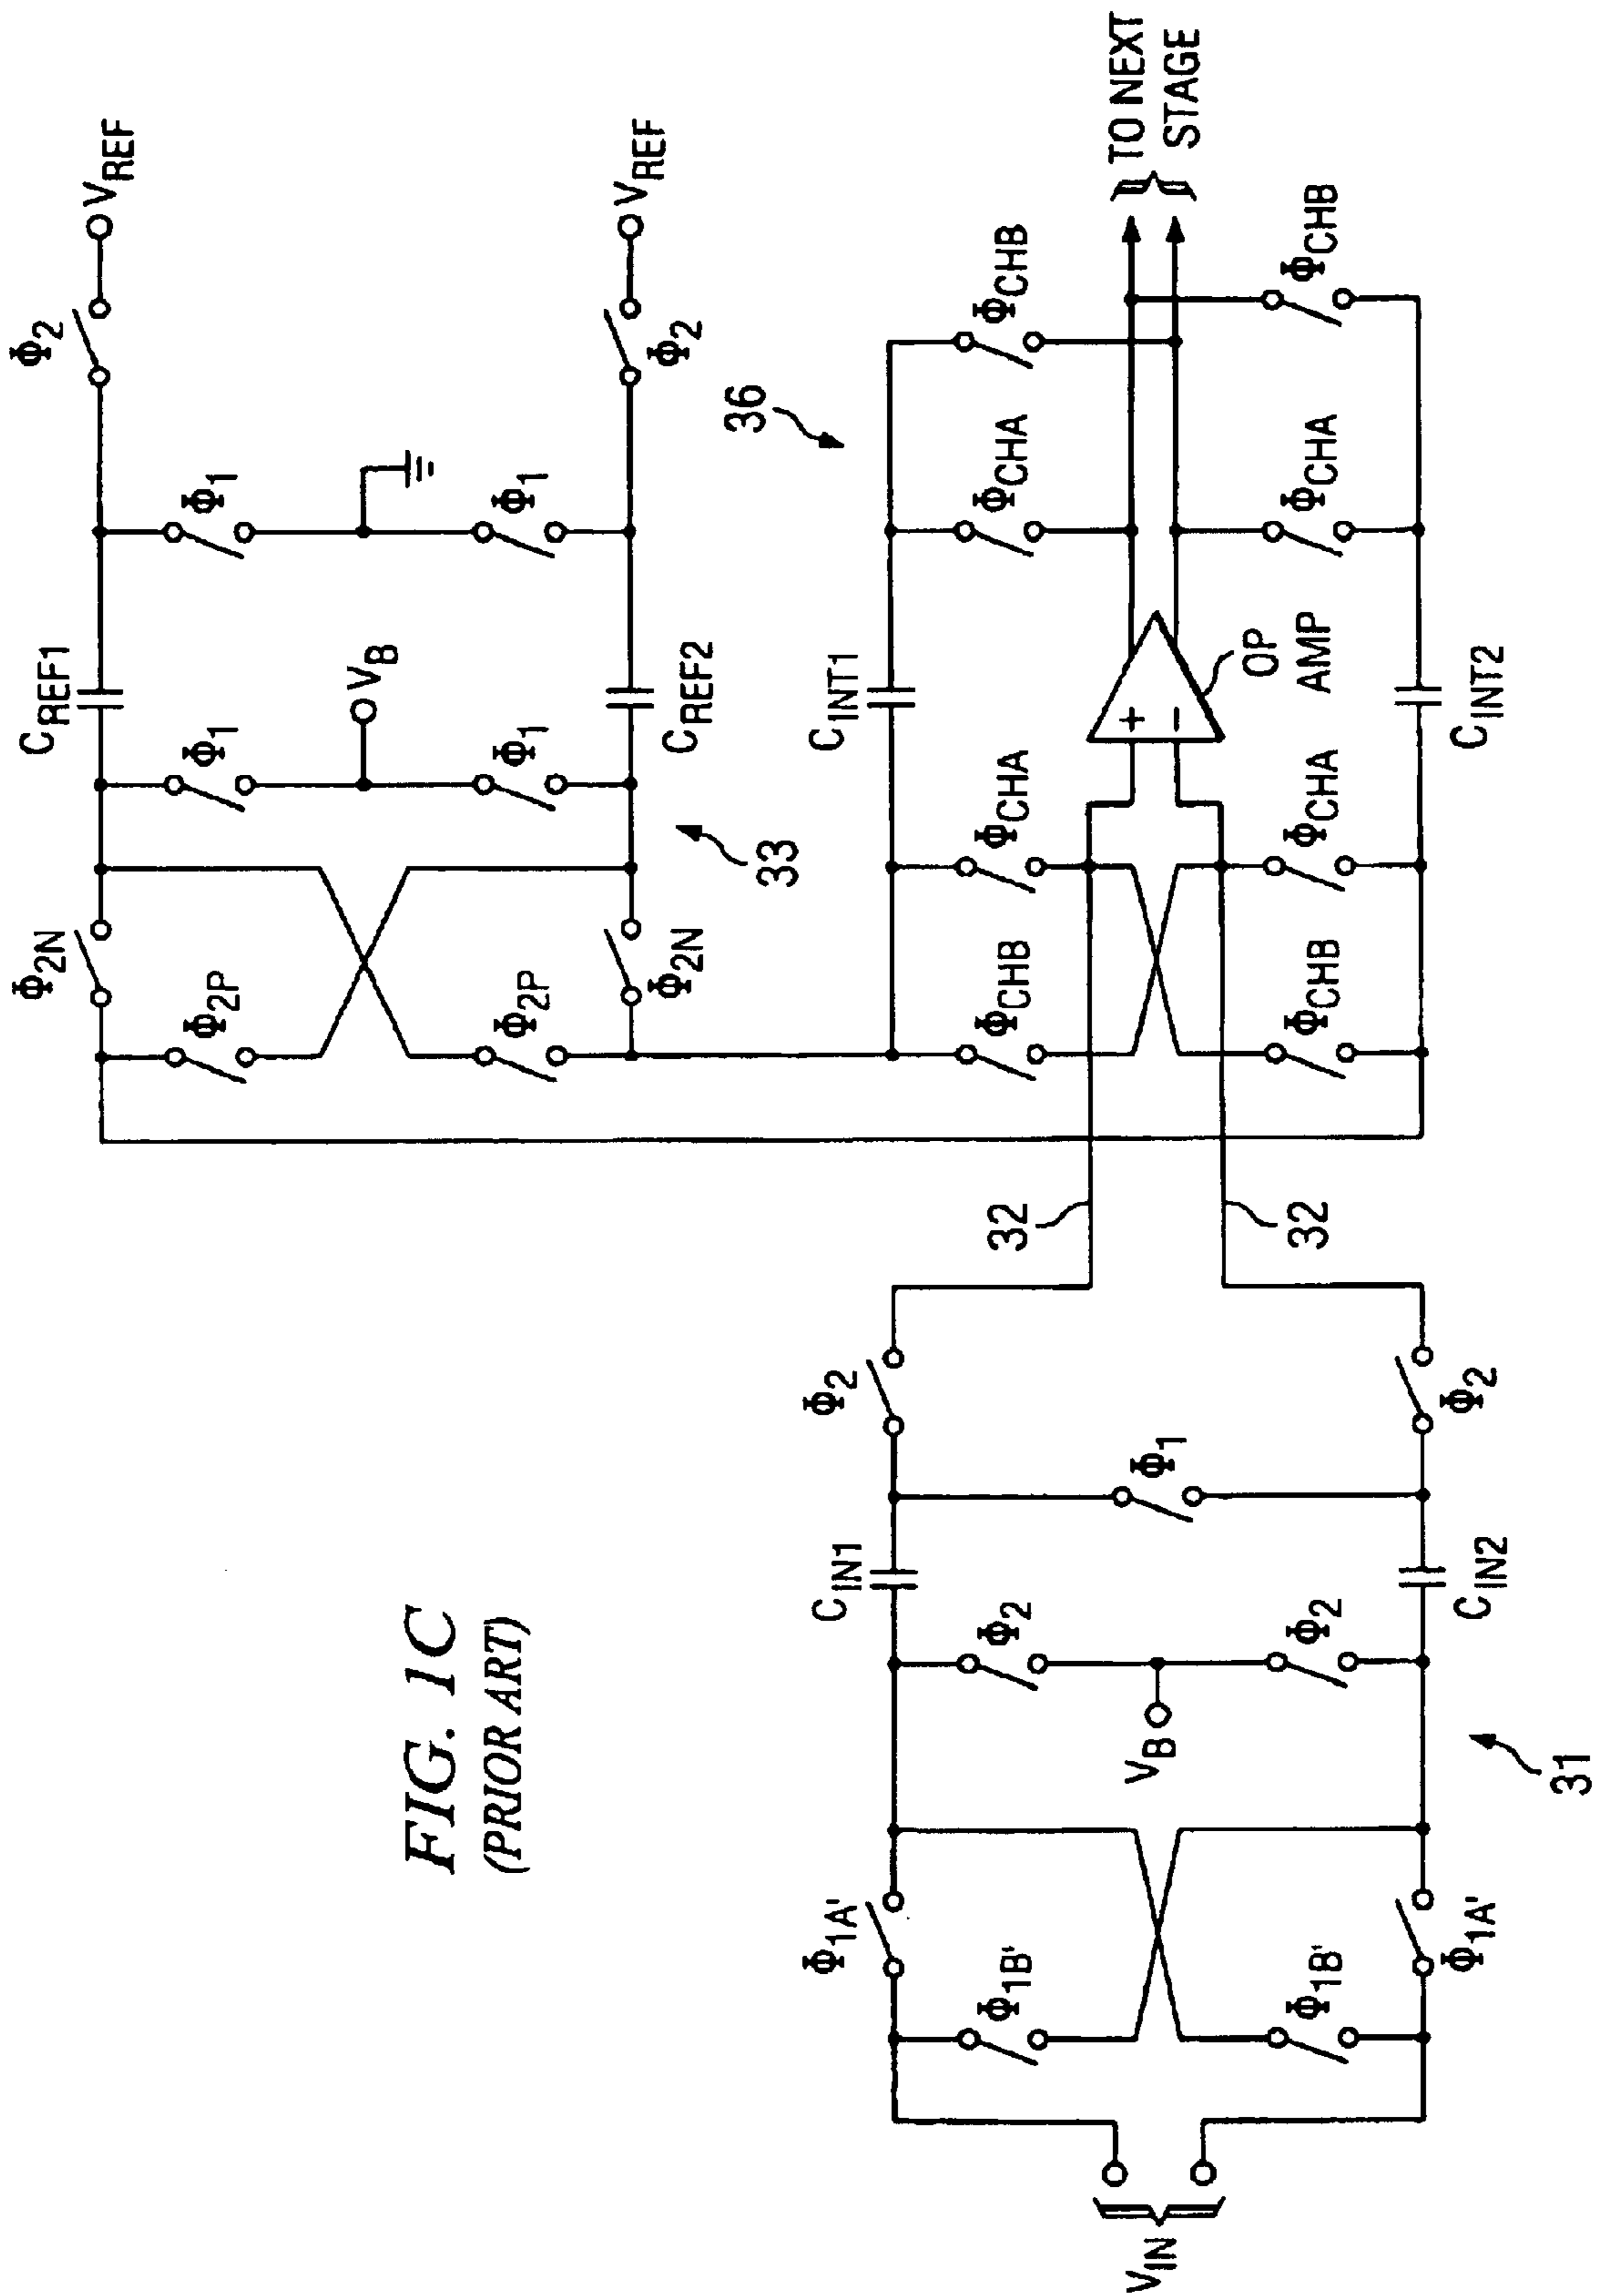 Φ2
VREF
CREF1
Φ2N
Φ1
Φ1
Φ2P
VB
33
Φ2P
Φ1
Φ1
Φ2N
CREF2
Φ2
VREF
36
CINT1
ΦCHB
ΦCHA
ΦCHA
ΦCHB
TO NEXT
STAGE
+
−
OP
AMP
ΦCHB
ΦCHA
ΦCHA
ΦCHB
CINT2
32
32
FIG. 1C
(PRIOR ART)
Φ1A'
CIN1
Φ2
Φ1B'
Φ2
VIN
VB
Φ1
Φ1B'
Φ2
Φ1A'
CIN2
Φ2
31